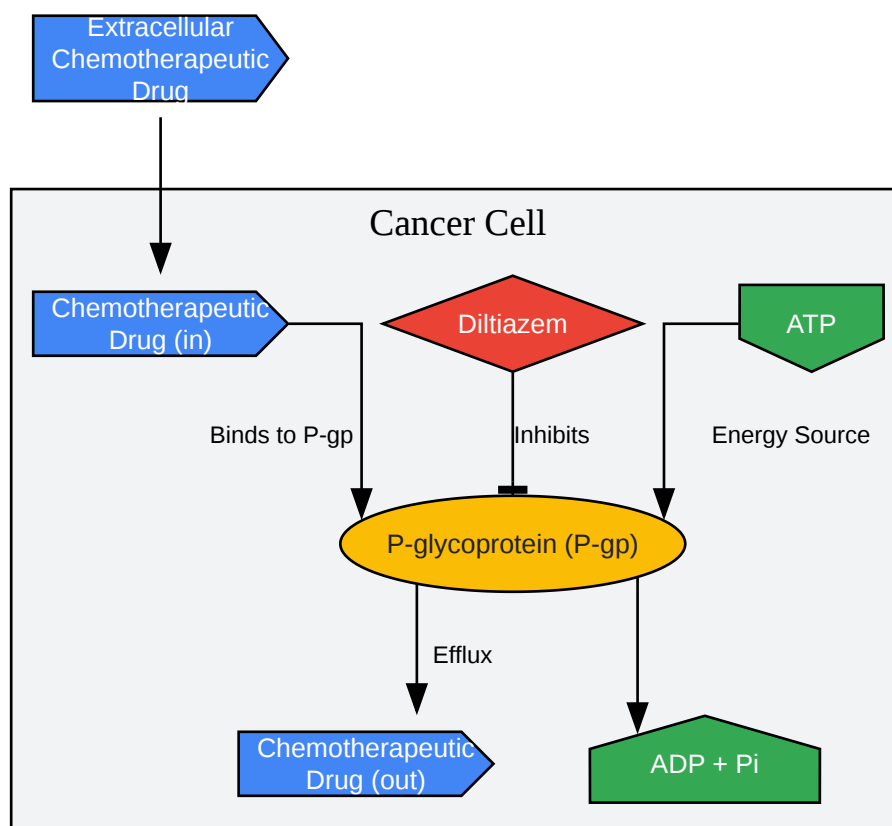 Extracellular
Chemotherapeutic
Drug
Cancer Cell
Chemotherapeutic
Drug (in)
Diltiazem
ATP
Binds to P-gp
Inhibits
Energy Source
P-glycoprotein (P-gp)
Efflux
Chemotherapeutic
Drug (out)
ADP + Pi